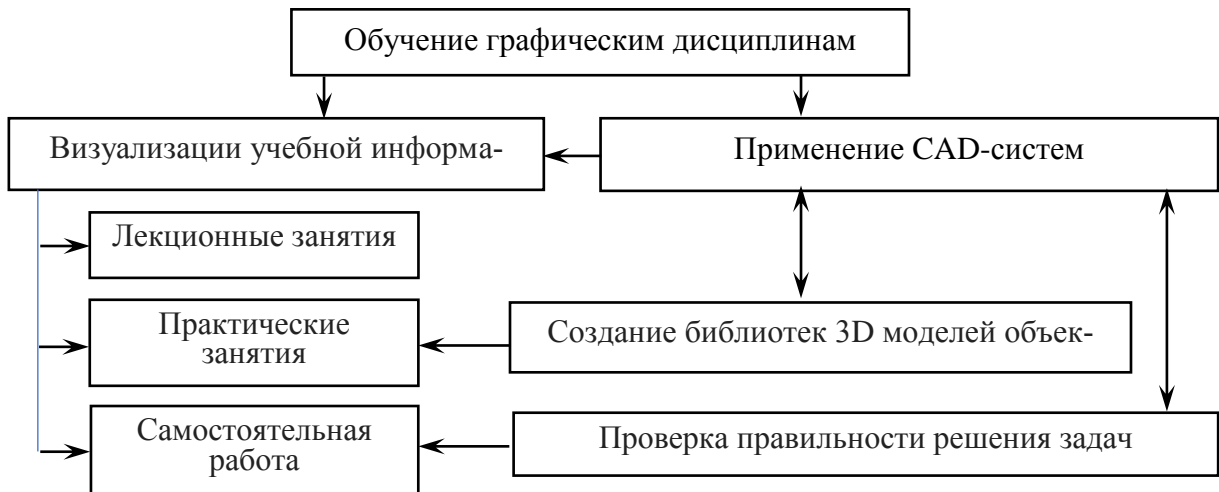 Обучение графическим дисциплинам
Визуализации учебной информа-
Применение CAD-систем
Лекционные занятия
Практические
занятия
Создание библиотек 3D моделей объек-
Самостоятельная
работа
Проверка правильности решения задач